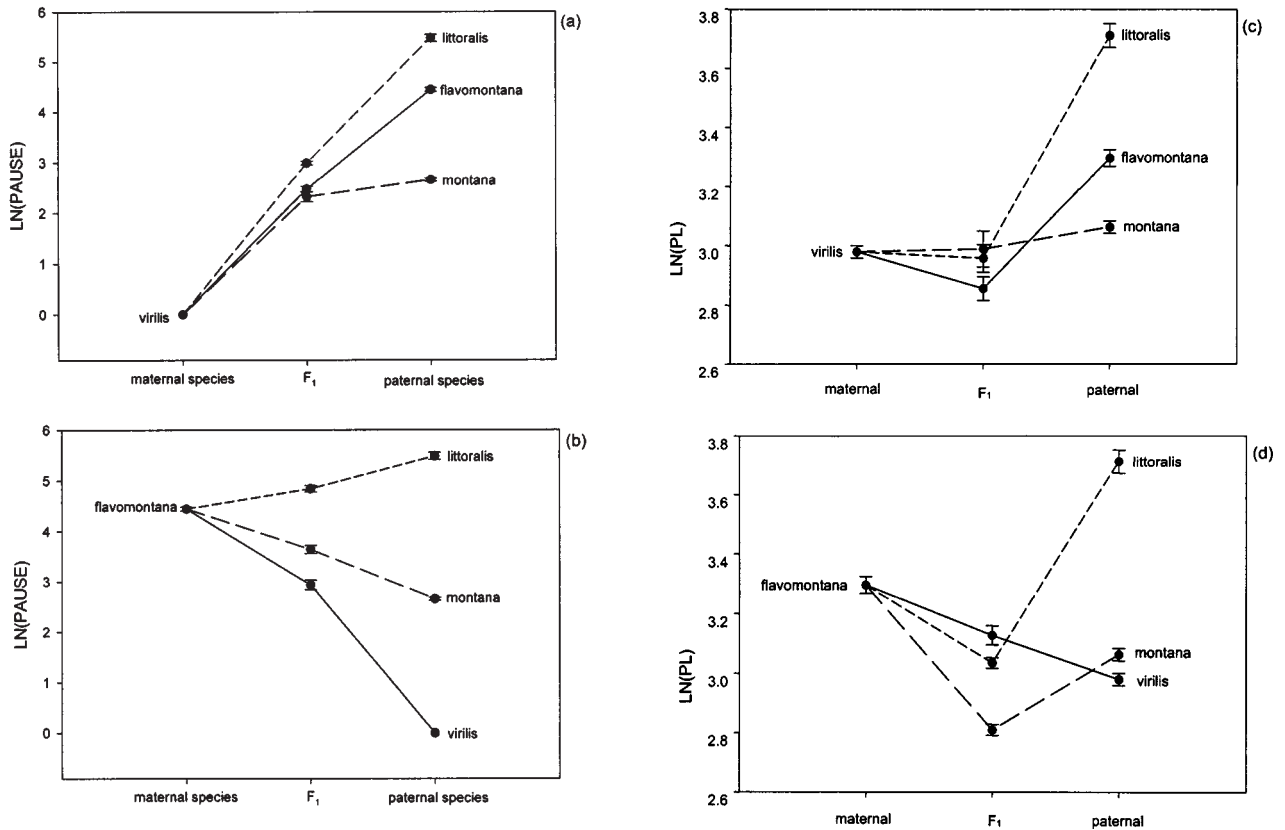 (a)
LN(PAUSE)
6
5
4
3
2
1
0
littoralis
flavomontana
montana
virilis
maternal species
F1
paternal species
(c)
LN(PL)
3.8
3.6
3.4
3.2
3.0
2.8
2.6
littoralis
flavomontana
montana
virilis
maternal
F1
paternal
(b)
LN(PAUSE)
6
5
4
3
2
1
0
littoralis
flavomontana
montana
virilis
maternal species
F1
paternal species
(d)
LN(PL)
3.8
3.6
3.4
3.2
3.0
2.8
2.6
littoralis
flavomontana
montana
virilis
maternal
F1
paternal